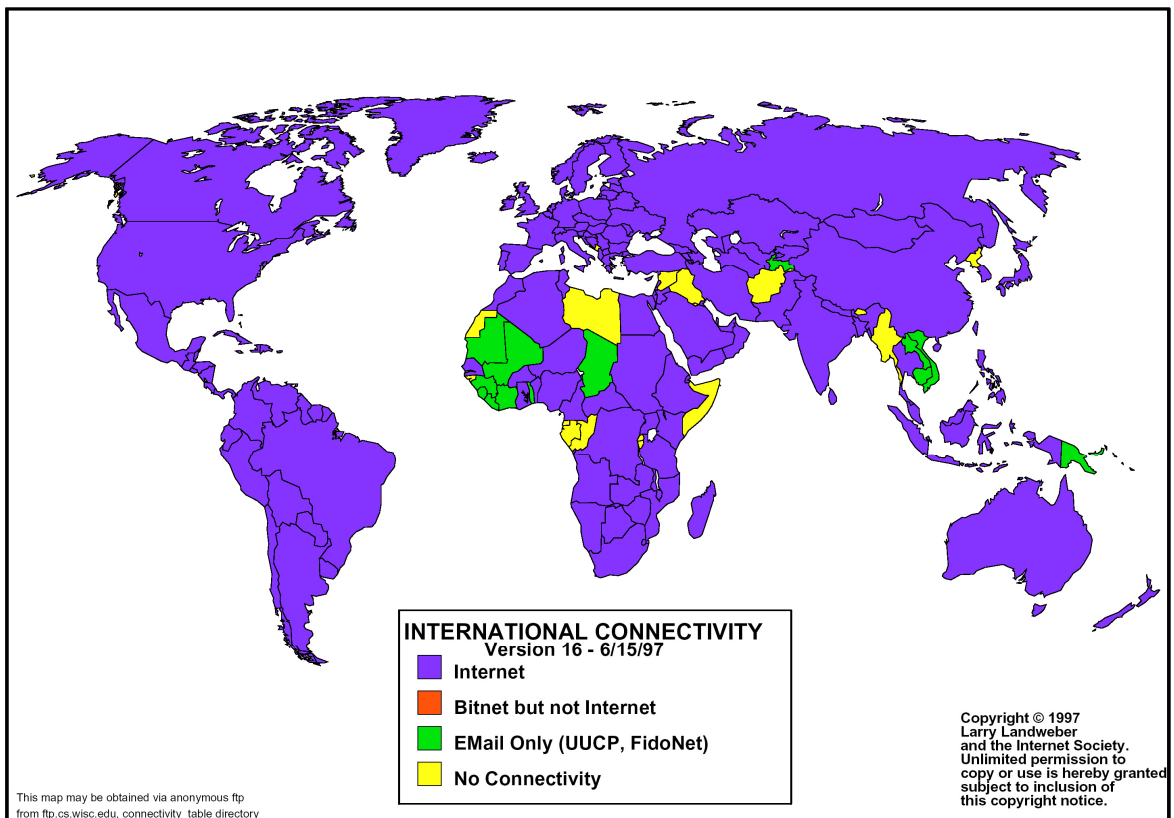 INTERNATIONAL CONNECTIVITY
Version 16 - 6/15/97
Internet
Bitnet but not Internet
EMail Only (UUCP, FidoNet)
No Connectivity
Copyright © 1997
Larry Landweber
and the Internet Society.
Unlimited permission to
copy or use is hereby granted
subject to inclusion of
this copyright notice.
This map may be obtained via anonymous ftp
from ftp.cs.wisc.edu, connectivity_table directory